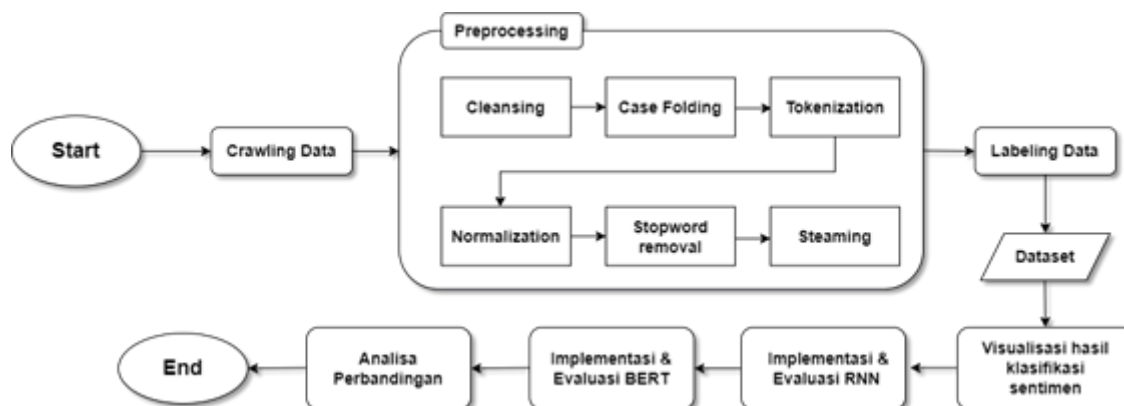 Preprocessing
Cleansing
Case Folding
Tokenization
Start
Crawling Data
Labeling Data
Normalization
Stopword
removal
Steaming
Dataset
End
Analisa
Perbandingan
Implementasi &
Evaluasi BERT
Implementasi &
Evaluasi RNN
Visualisasi hasil
klasifikasi
sentimen